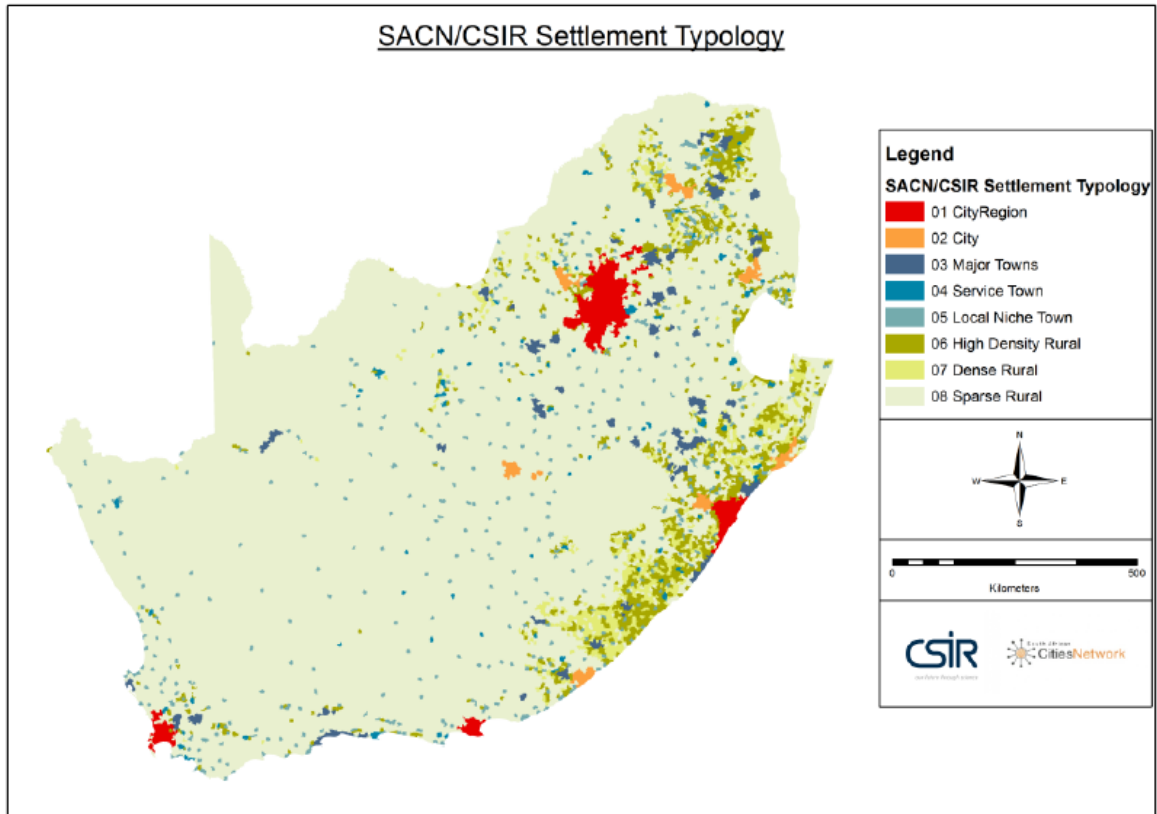 SACN/CSIR Settlement Typology
Legend
SACN/CSIR Settlement Typology
01 CityRegion
02 City
03 Major Towns
04 Service Town
05 Local Niche Town
06 High Density Rural
07 Dense Rural
08 Sparse Rural
N
W E
S
0 500
Kilometers
CSIR
South African
CitiesNetwork